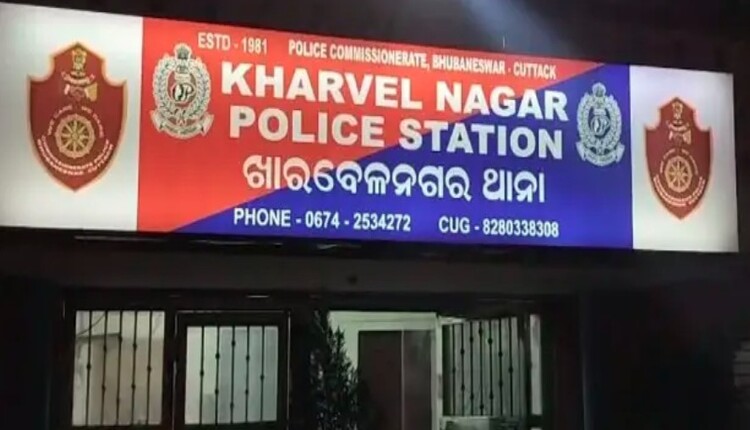 ESTD - 1981 POLICE COMMISSIONERATE, BHUBANESWAR - CUTTACK
KHARVEL NAGAR
POLICE STATION
ଖାରବେଳନଗର ଥାନା
PHONE - 0674 - 2534272 CUG - 8280338308